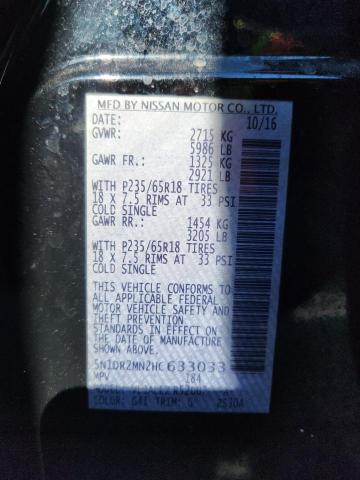 MFD BY NISSAN MOTOR CO., LTD.
DATE: 10/16
GVWR: 2715 KG
5986 LB
GAWR FR.: 1325 KG
2921 LB
WITH P235/65R18 TIRES
18 X 7.5 RIMS AT 33 PSI
COLD SINGLE
GAWR RR.: 1454 KG
3205 LB
WITH P235/65R18 TIRES
18 X 7.5 RIMS AT 33 PSI
COLD SINGLE
THIS VEHICLE CONFORMS TO
ALL APPLICABLE FEDERAL
MOTOR VEHICLE SAFETY AND
THEFT PREVENTION
STANDARDS IN EFFECT ON
THE DATE OF MANUFACTURE
SHOWN ABOVE.
5N1DR2MN2HC633033
MPV 184
COLOR: TRIM: G